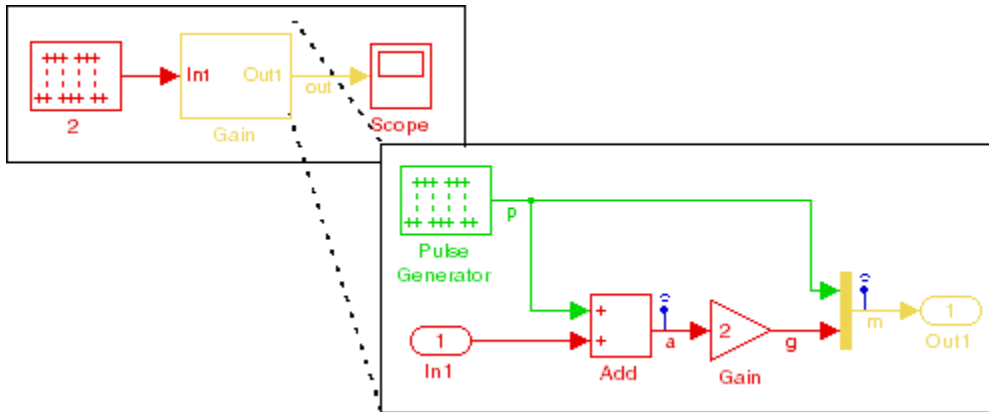 In1 Out1
out
2
Gain
Scope
Pulse
Generator
p
+
+
1
In1
a
Add
2
Gain
g
m
1
Out1